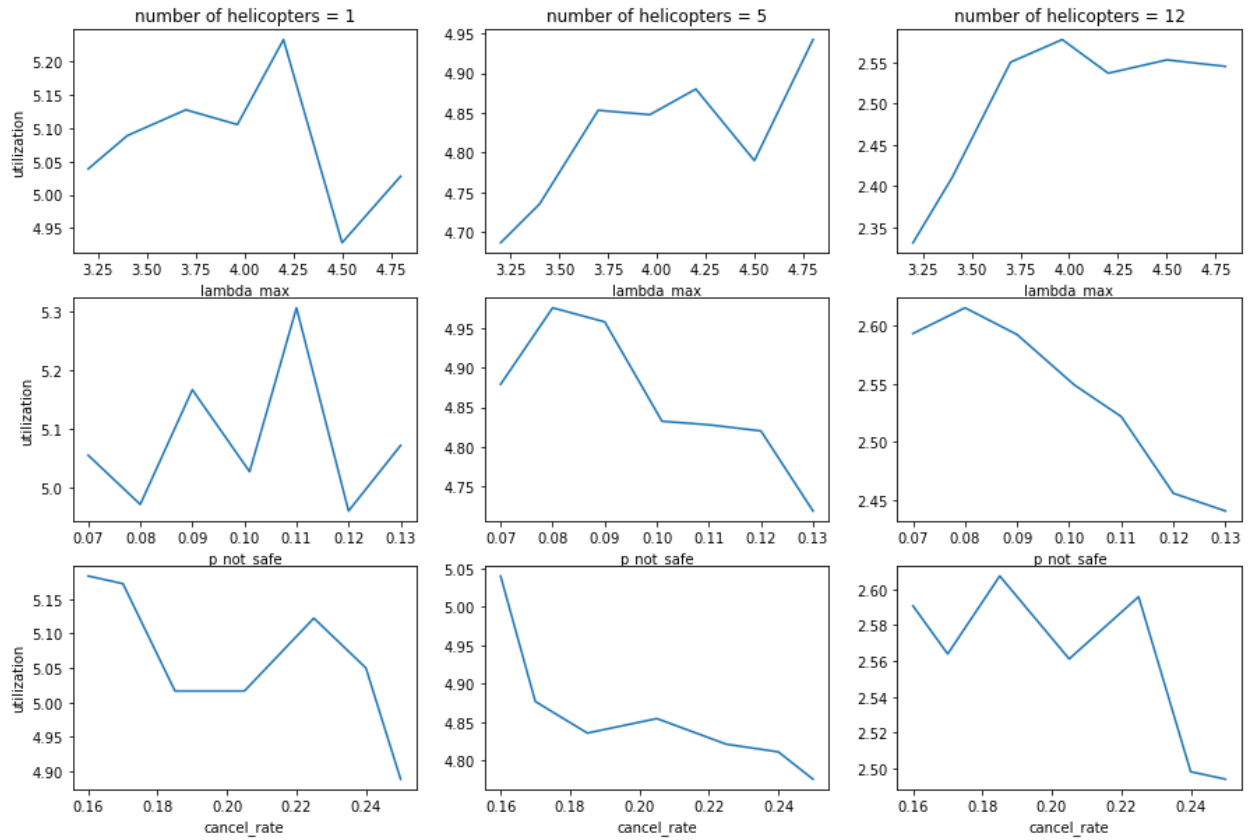 number of helicopters = 1
number of helicopters = 5
number of helicopters = 12
utilization
5.20
5.15
5.10
5.05
5.00
4.95
3.25 3.50 3.75 4.00 4.25 4.50 4.75
lambda_max
4.95
4.90
4.85
4.80
4.75
4.70
3.25 3.50 3.75 4.00 4.25 4.50 4.75
lambda_max
2.55
2.50
2.45
2.40
2.35
3.25 3.50 3.75 4.00 4.25 4.50 4.75
lambda_max
utilization
5.3
5.2
5.1
5.0
0.07 0.08 0.09 0.10 0.11 0.12 0.13
p_not_safe
4.95
4.90
4.85
4.80
4.75
0.07 0.08 0.09 0.10 0.11 0.12 0.13
p_not_safe
2.60
2.55
2.50
2.45
0.07 0.08 0.09 0.10 0.11 0.12 0.13
p_not_safe
utilization
5.15
5.10
5.05
5.00
4.95
4.90
0.16 0.18 0.20 0.22 0.24
cancel_rate
5.05
5.00
4.95
4.90
4.85
4.80
0.16 0.18 0.20 0.22 0.24
cancel_rate
2.60
2.58
2.56
2.54
2.52
2.50
0.16 0.18 0.20 0.22 0.24
cancel_rate